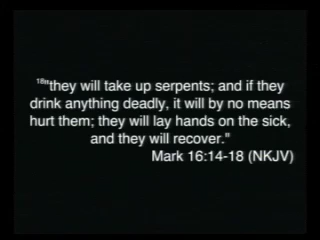 18"they will take up serpents; and if they
drink anything deadly, it will by no means
hurt them; they will lay hands on the sick,
and they will recover."
Mark 16:14-18 (NKJV)